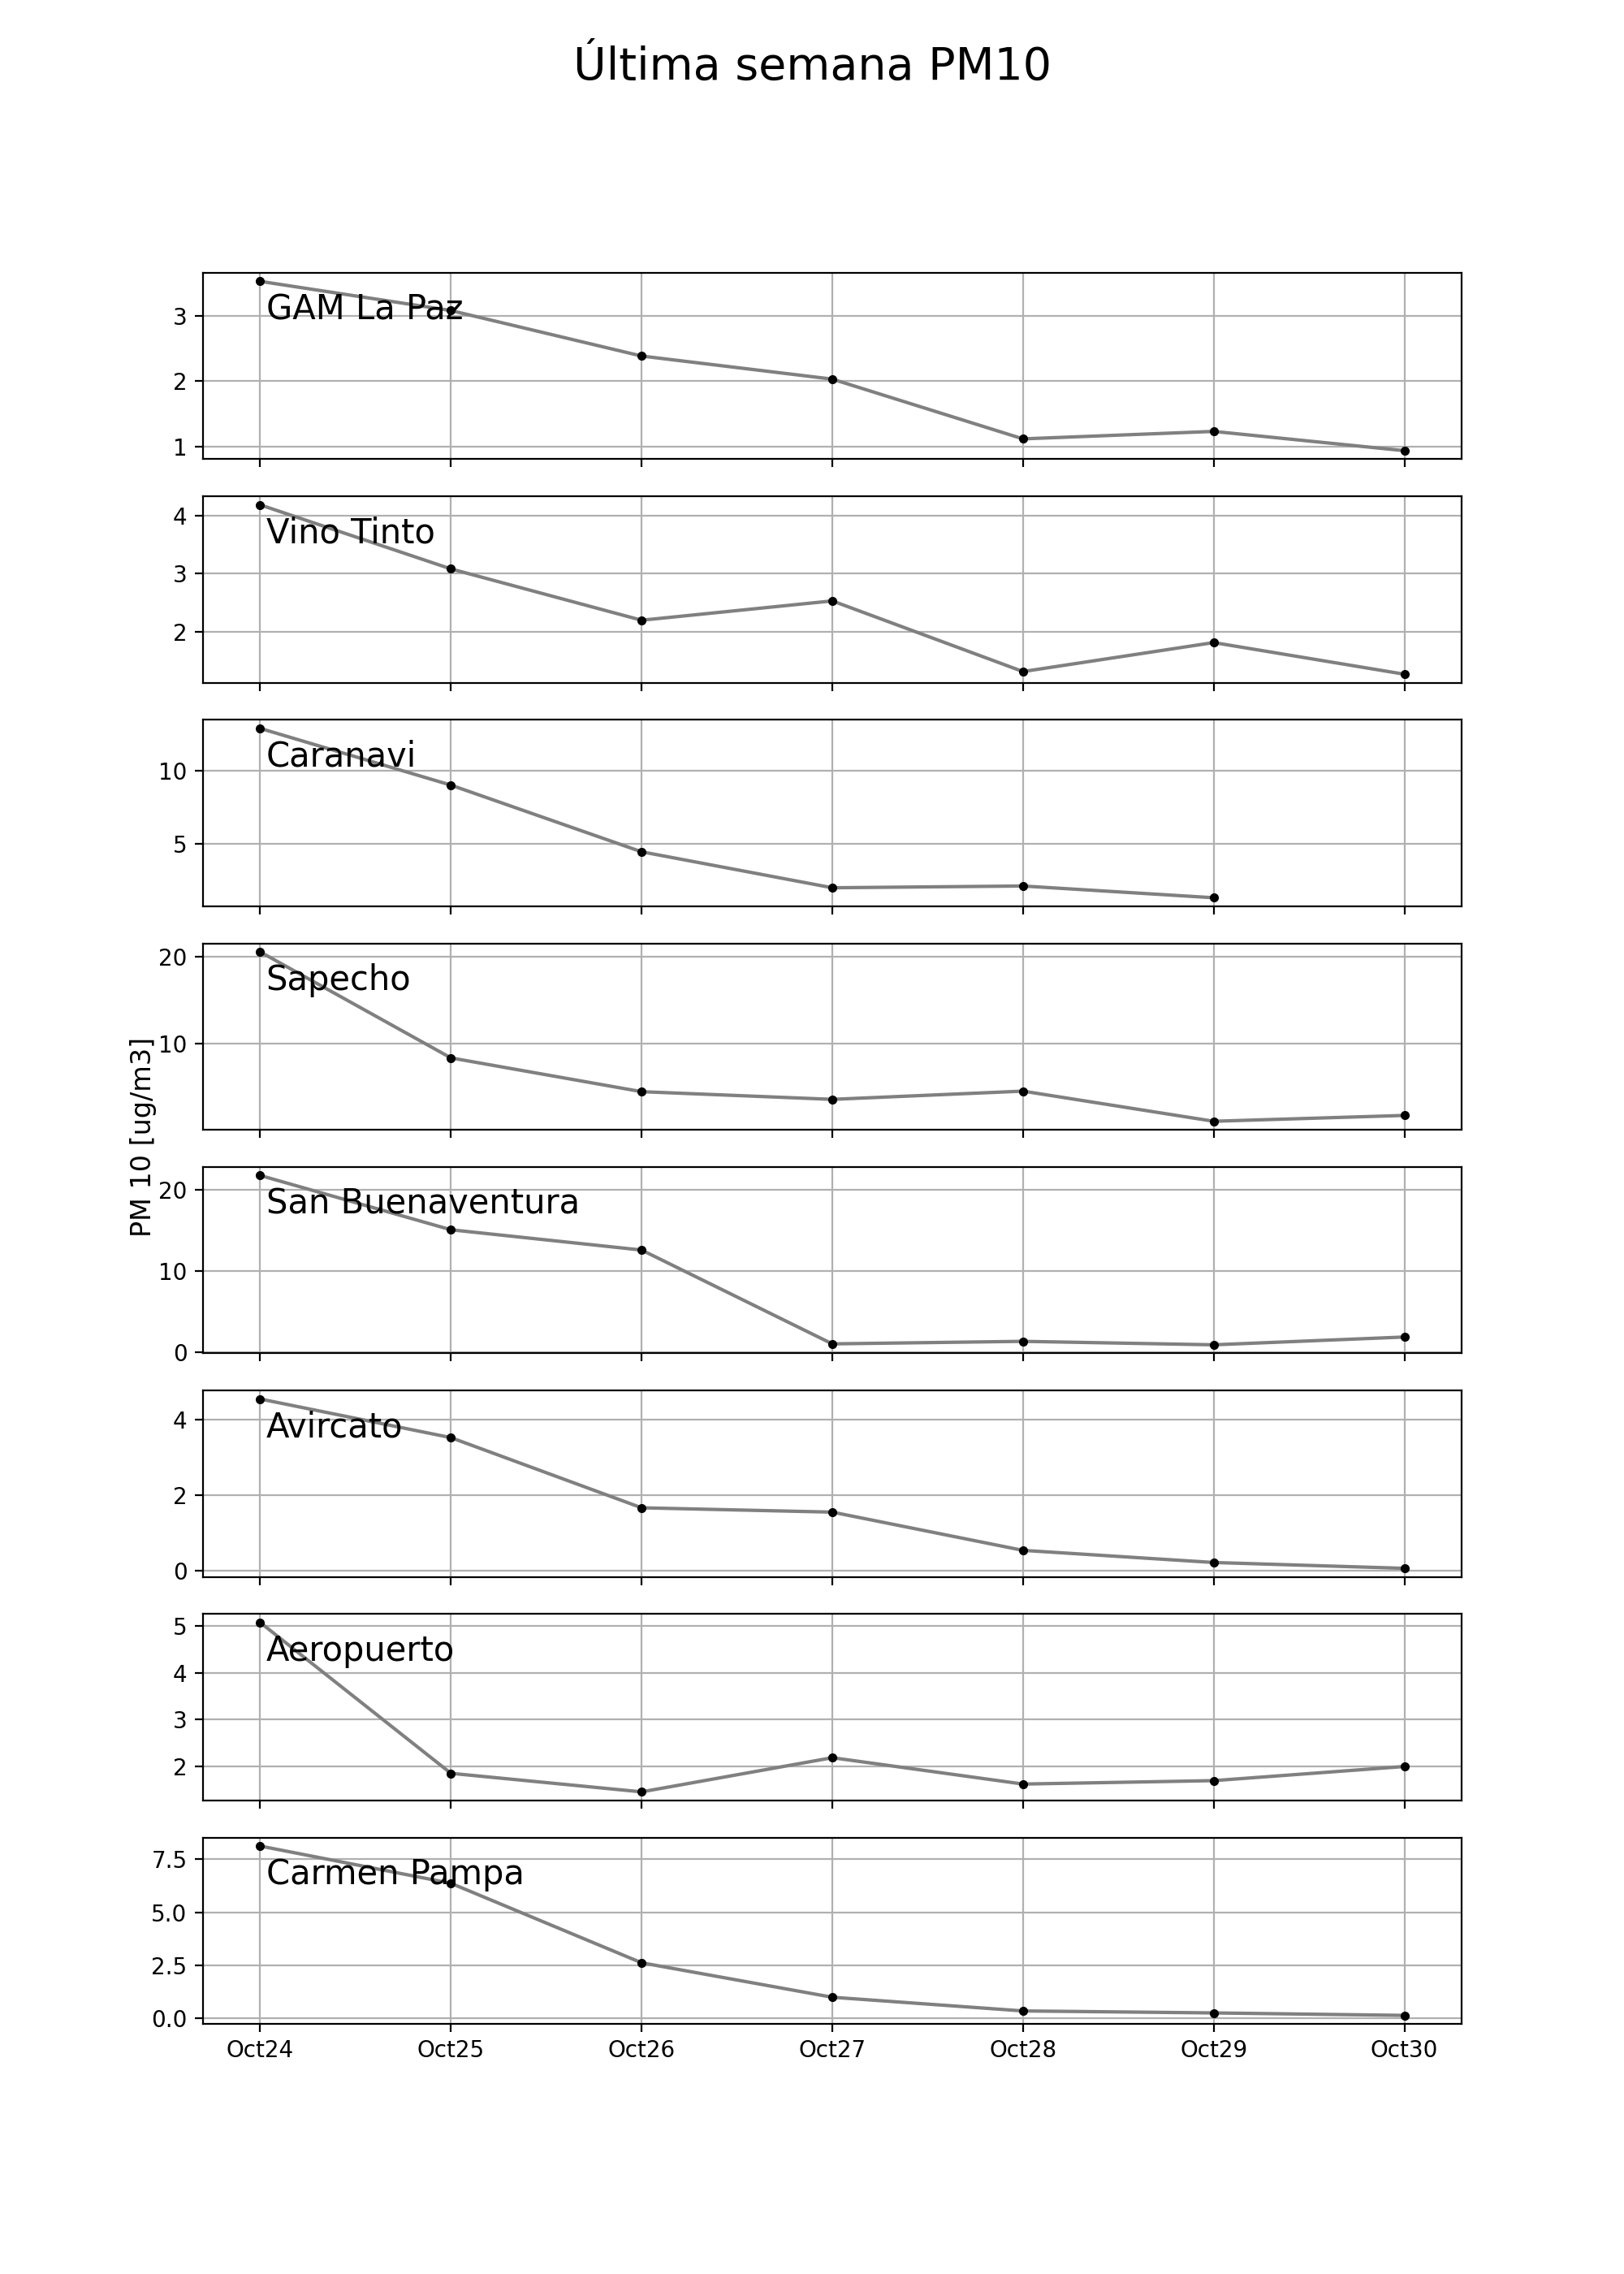 Última semana PM10
GAM La Paz
3
2
1
Vino Tinto
4
3
2
Caranavi
10
5
Sapecho
20
10
PM 10 [ug/m3]
San Buenaventura
20
10
0
Avircato
4
2
0
Aeropuerto
5
4
3
2
Carmen Pampa
7.5
5.0
2.5
0.0
Oct24 Oct25 Oct26 Oct27 Oct28 Oct29 Oct30